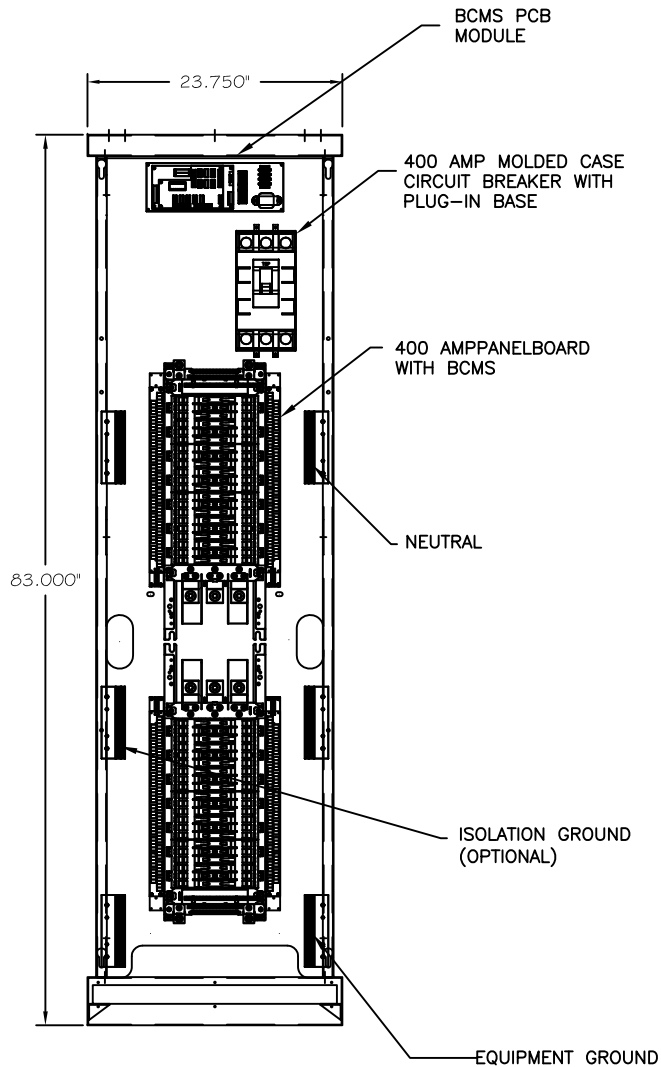 BCMS PCB
MODULE
23.750"
400 AMP MOLDED CASE
CIRCUIT BREAKER WITH
PLUG-IN BASE
400 AMPPANELBOARD
WITH BCMS
NEUTRAL
83.000"
ISOLATION GROUND
(OPTIONAL)
EQUIPMENT GROUND